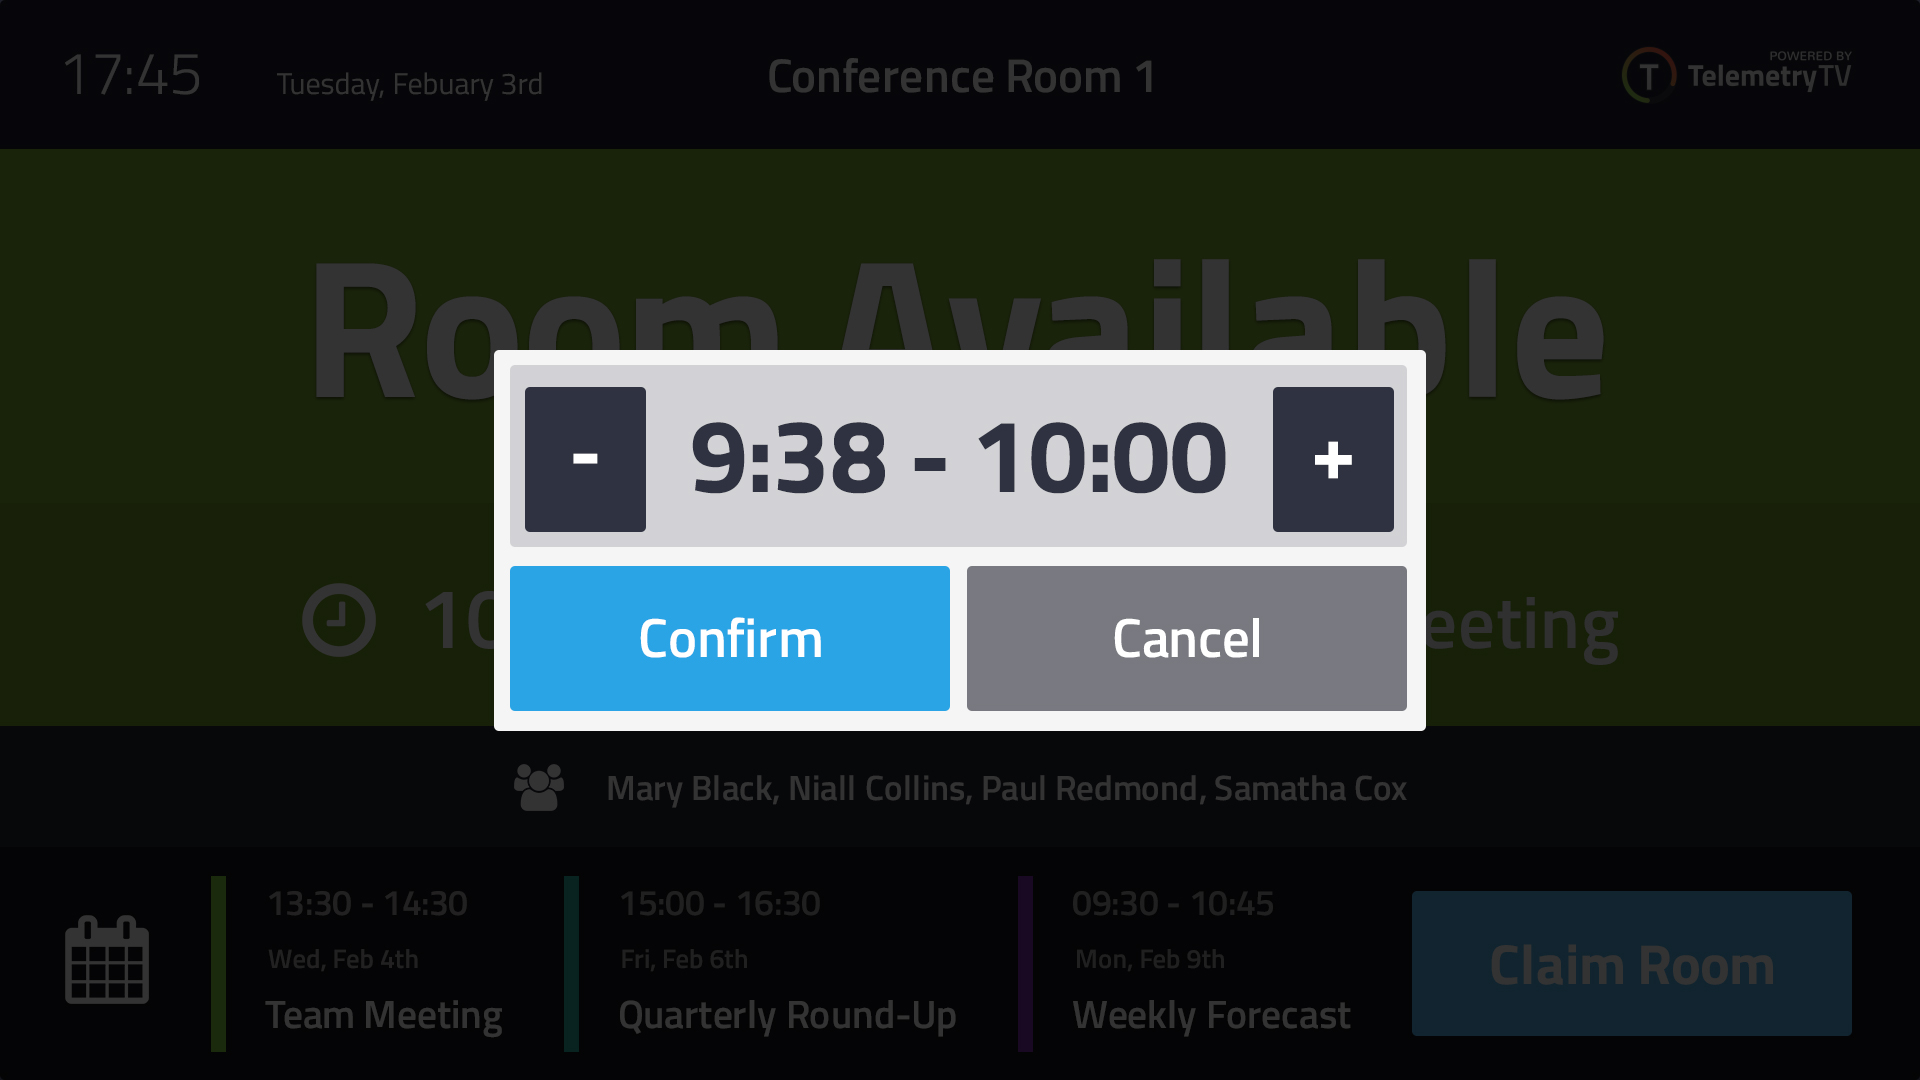 17:45
Tuesday, Febuary 3rd
Conference Room 1
POWERED BY
T TelemetryTV
Room Available
- 9:38 - 10:00 +
10
eeting
Confirm
Cancel
Mary Black, Niall Collins, Paul Redmond, Samatha Cox
13:30 - 14:30
Wed, Feb 4th
Team Meeting
15:00 - 16:30
Fri, Feb 6th
Quarterly Round-Up
09:30 - 10:45
Mon, Feb 9th
Weekly Forecast
Claim Room